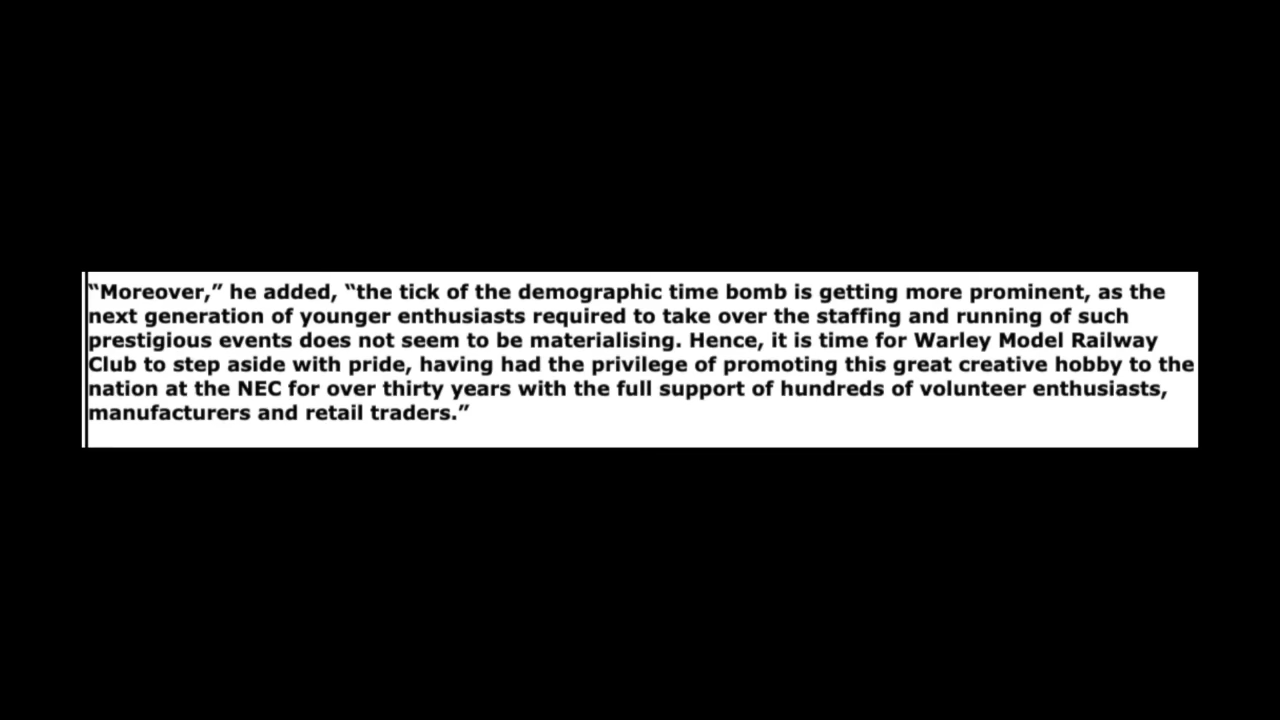 “Moreover,” he added, “the tick of the demographic time bomb is getting more prominent, as the
next generation of younger enthusiasts required to take over the staffing and running of such
prestigious events does not seem to be materialising. Hence, it is time for Warley Model Railway
Club to step aside with pride, having had the privilege of promoting this great creative hobby to the
nation at the NEC for over thirty years with the full support of hundreds of volunteer enthusiasts,
manufacturers and retail traders.”